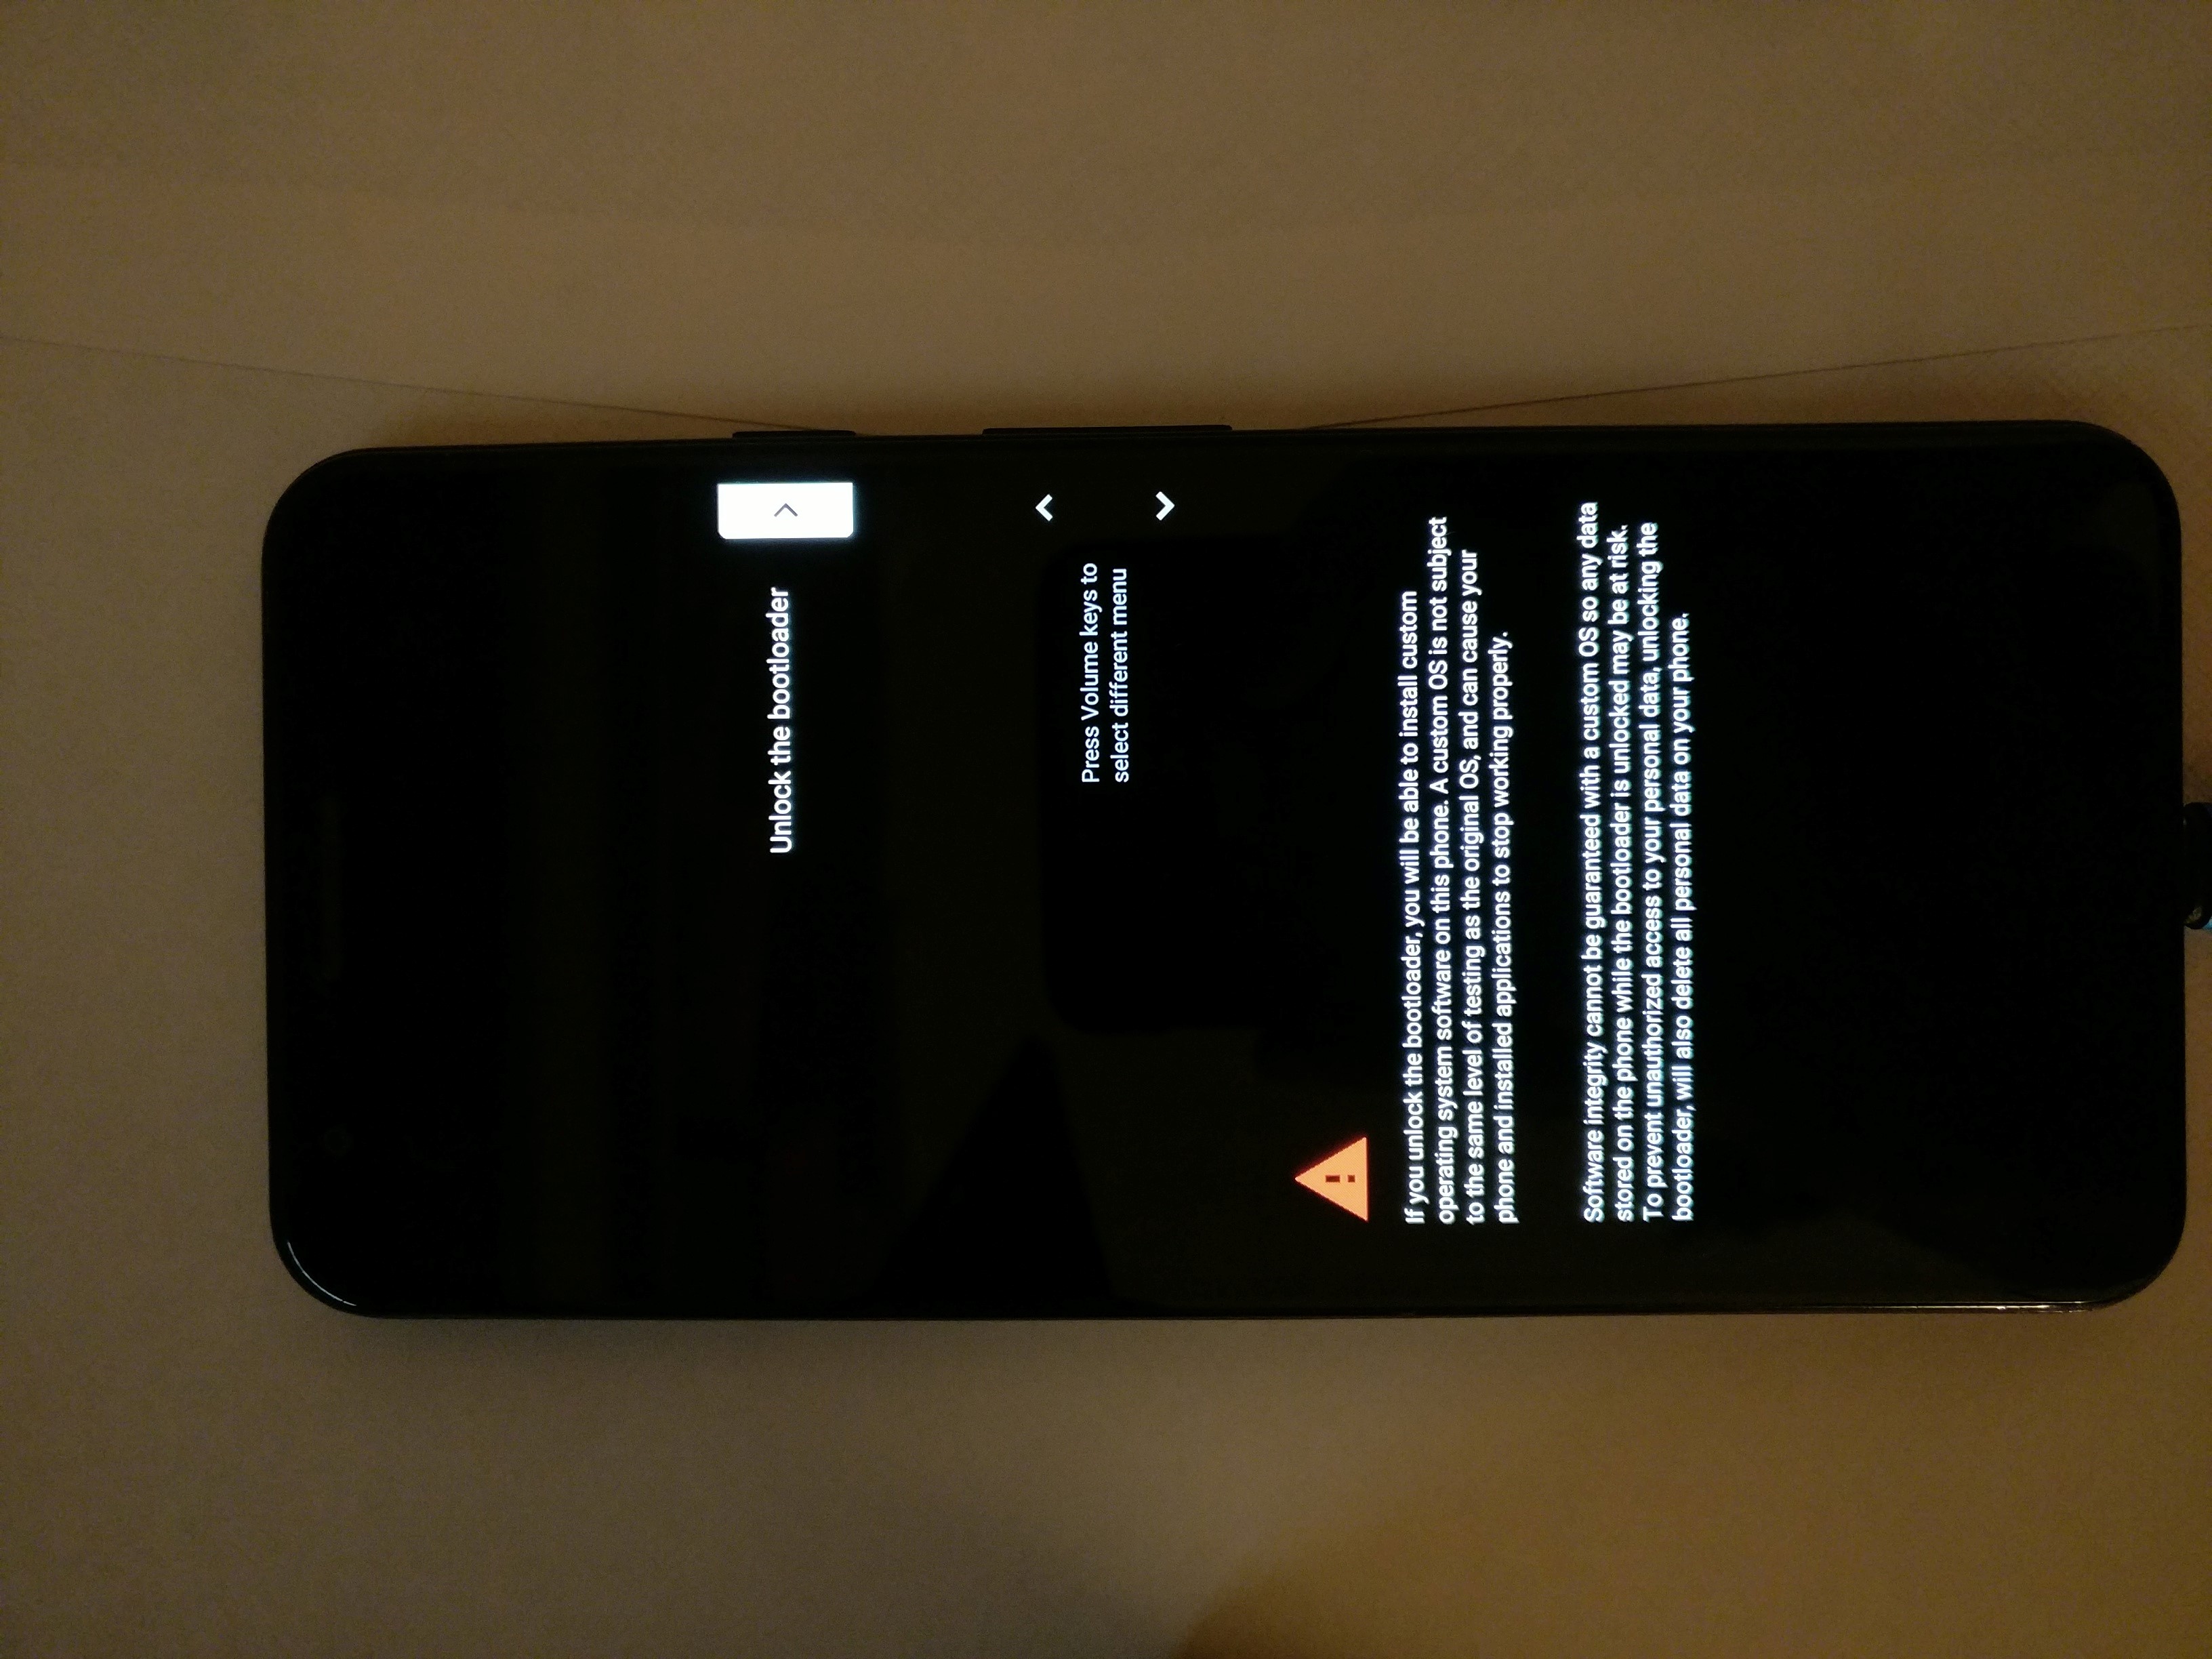 Unlock the bootloader
Press Volume keys to
select different menu
If you unlock the bootloader, you will be able to install custom
operating system software on this phone. A custom OS is not subject
to the same level of testing as the original OS, and can cause your
phone and installed applications to stop working properly.
Software integrity cannot be guaranteed with a custom OS so any data
stored on the phone while the bootloader is unlocked may be at risk.
To prevent unauthorized access to your personal data, unlocking the
bootloader, will also delete all personal data on your phone.